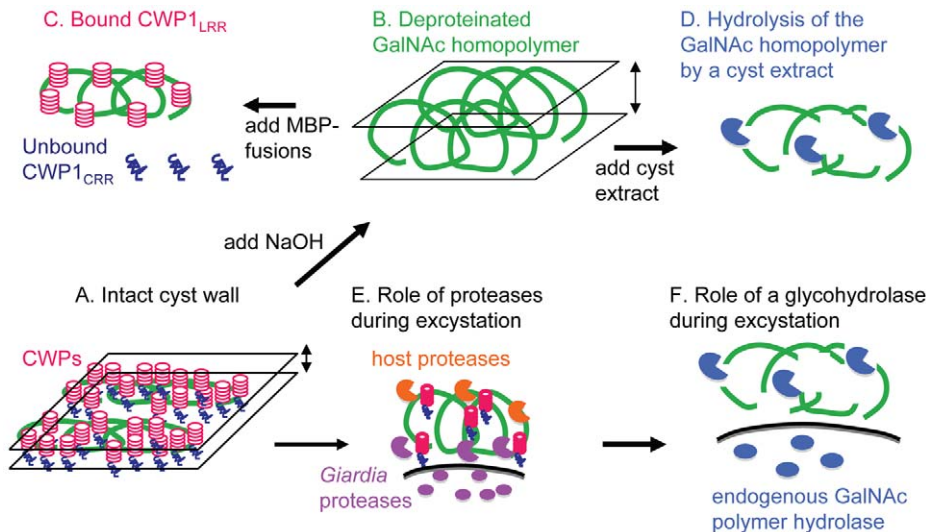 C. Bound CWP1LRR
Unbound
CWP1CRR
add MBP-
fusions
B. Deproteinated
GalNAc homopolymer
D. Hydrolysis of the
GalNAc homopolymer
by a cyst extract
add cyst
extract
add NaOH
A. Intact cyst wall
CWPs
E. Role of proteases
during excystation
host proteases
Giardia
proteases
F. Role of a glycohydrolase
during excystation
endogenous GalNAc
polymer hydrolase